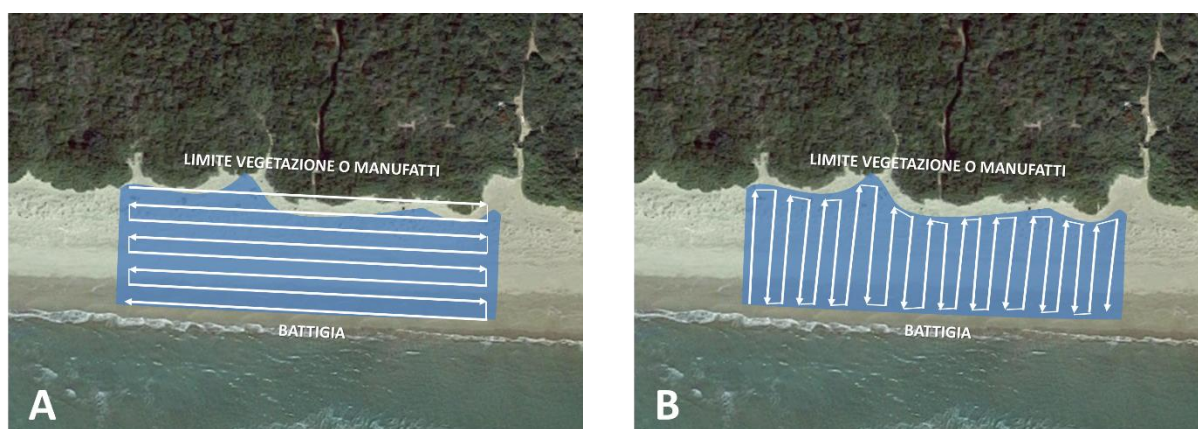 LIMITE VEGETAZIONE O MANUFATTI
BATTIGIA
A
LIMITE VEGETAZIONE O MANUFATTI
BATTIGIA
B